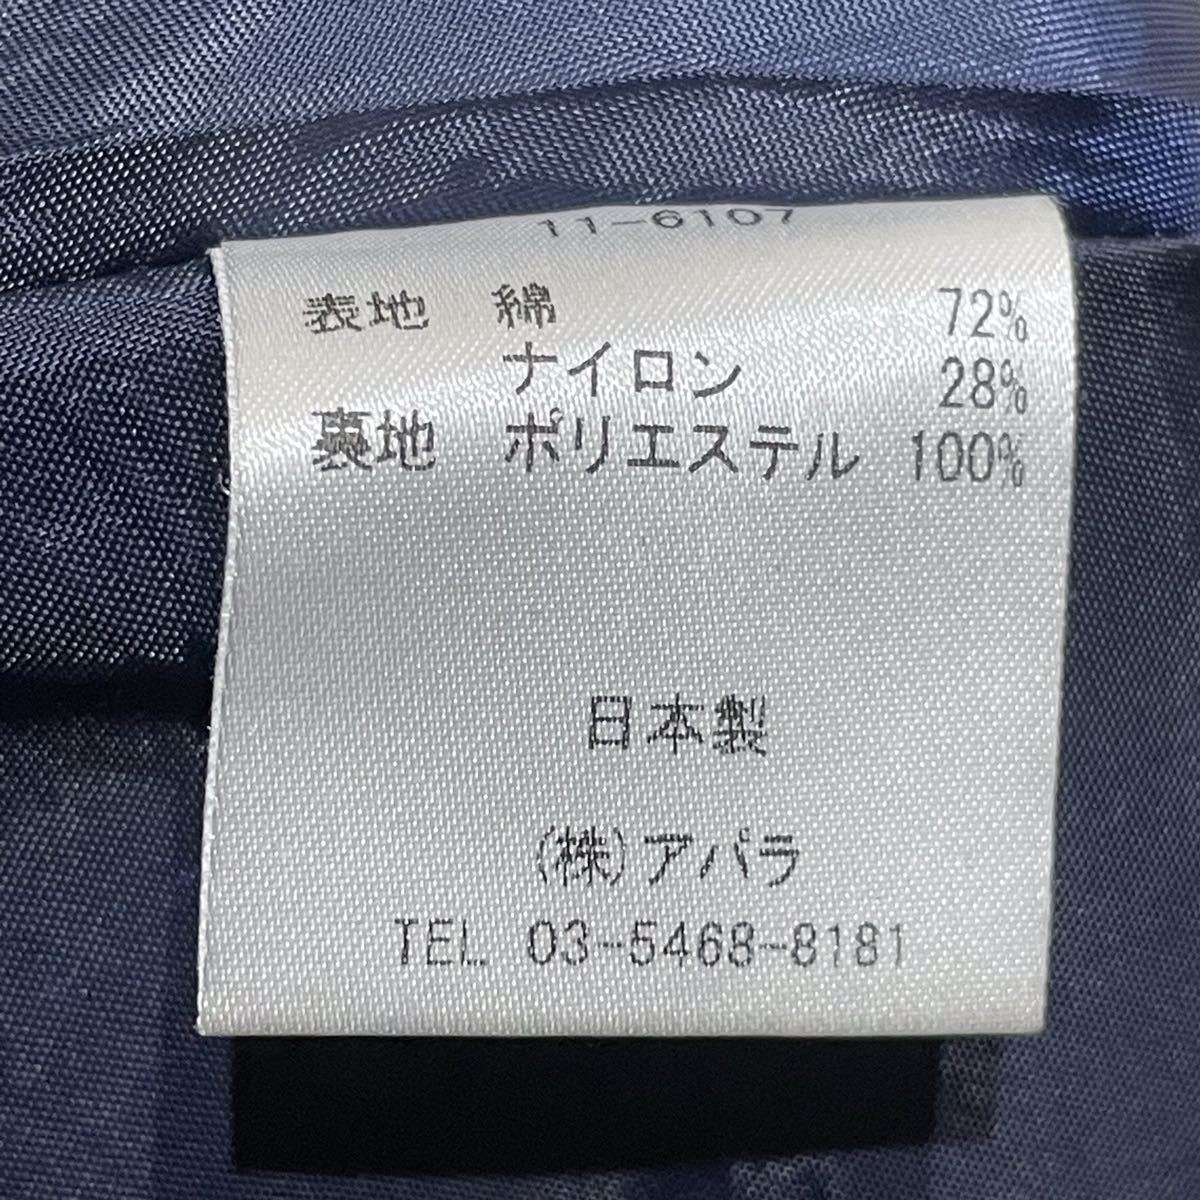 11-6107
表地 綿 72%
ナイロン 28%
裏地 ポリエステル 100%
日本製
(株)アパラ
TEL 03-5468-8181